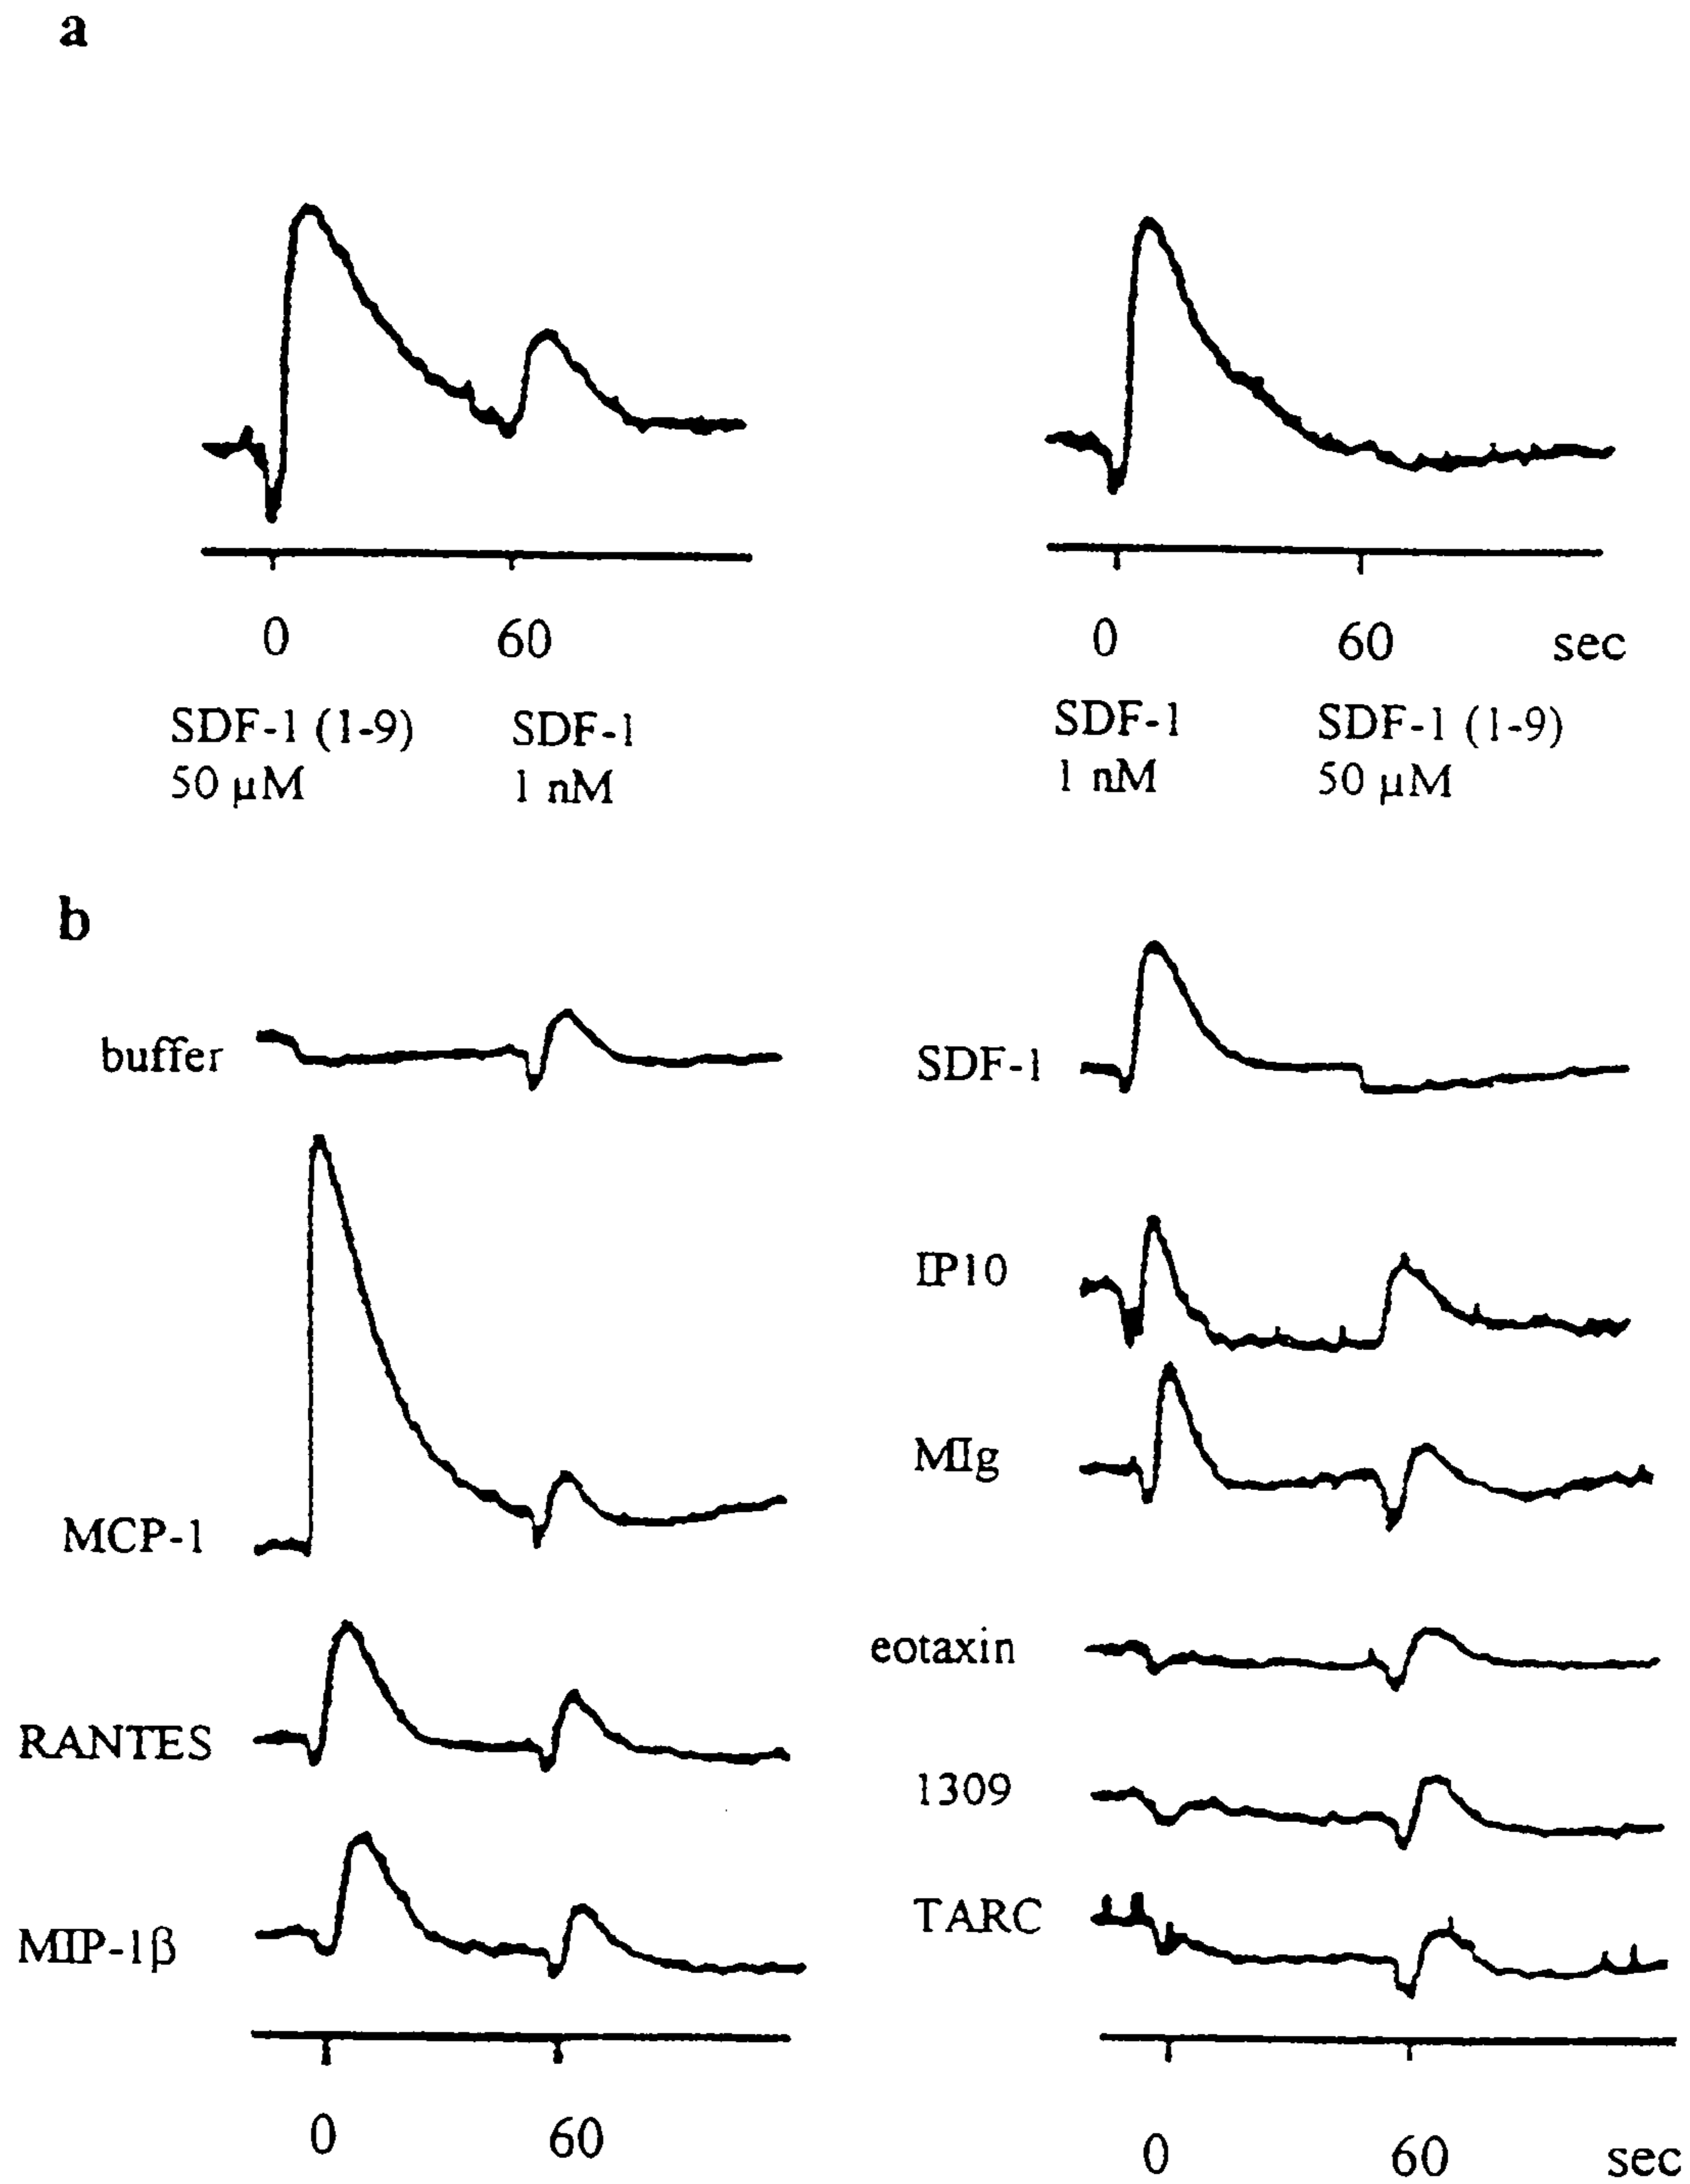 a
0 60
SDF-1 (1-9) SDF-1
50 µM 1 nM
0 60 sec
SDF-1 SDF-1 (1-9)
1 nM 50 µM
b
buffer
MCP-1
RANTES
MIP-1β
0 60
SDF-1
IP10
MIg
eotaxin
1309
TARC
0 60 sec